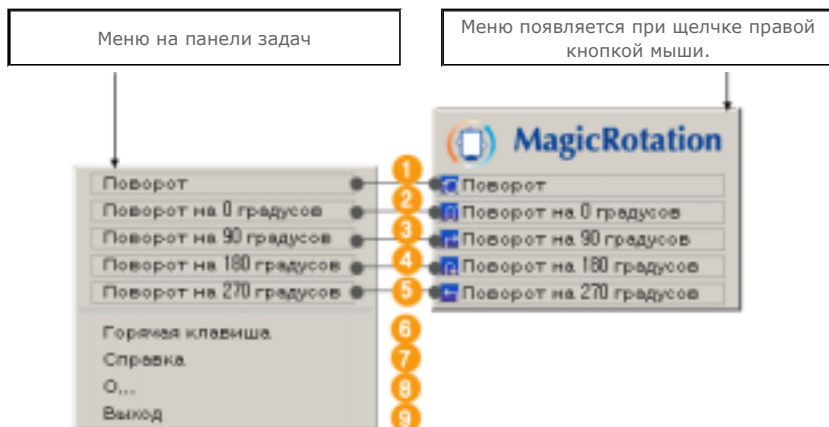 Меню на панели задач
Меню появляется при щелчке правой
кнопкой мыши.
MagicRotation
Поворот
1
Поворот
Поворот на 0 градусов
2
Поворот на 0 градусов
Поворот на 90 градусов
3
Поворот на 90 градусов
Поворот на 180 градусов
4
Поворот на 180 градусов
Поворот на 270 градусов
5
Поворот на 270 градусов
Горячая клавиша
6
Справка
7
О...
8
Выход
9